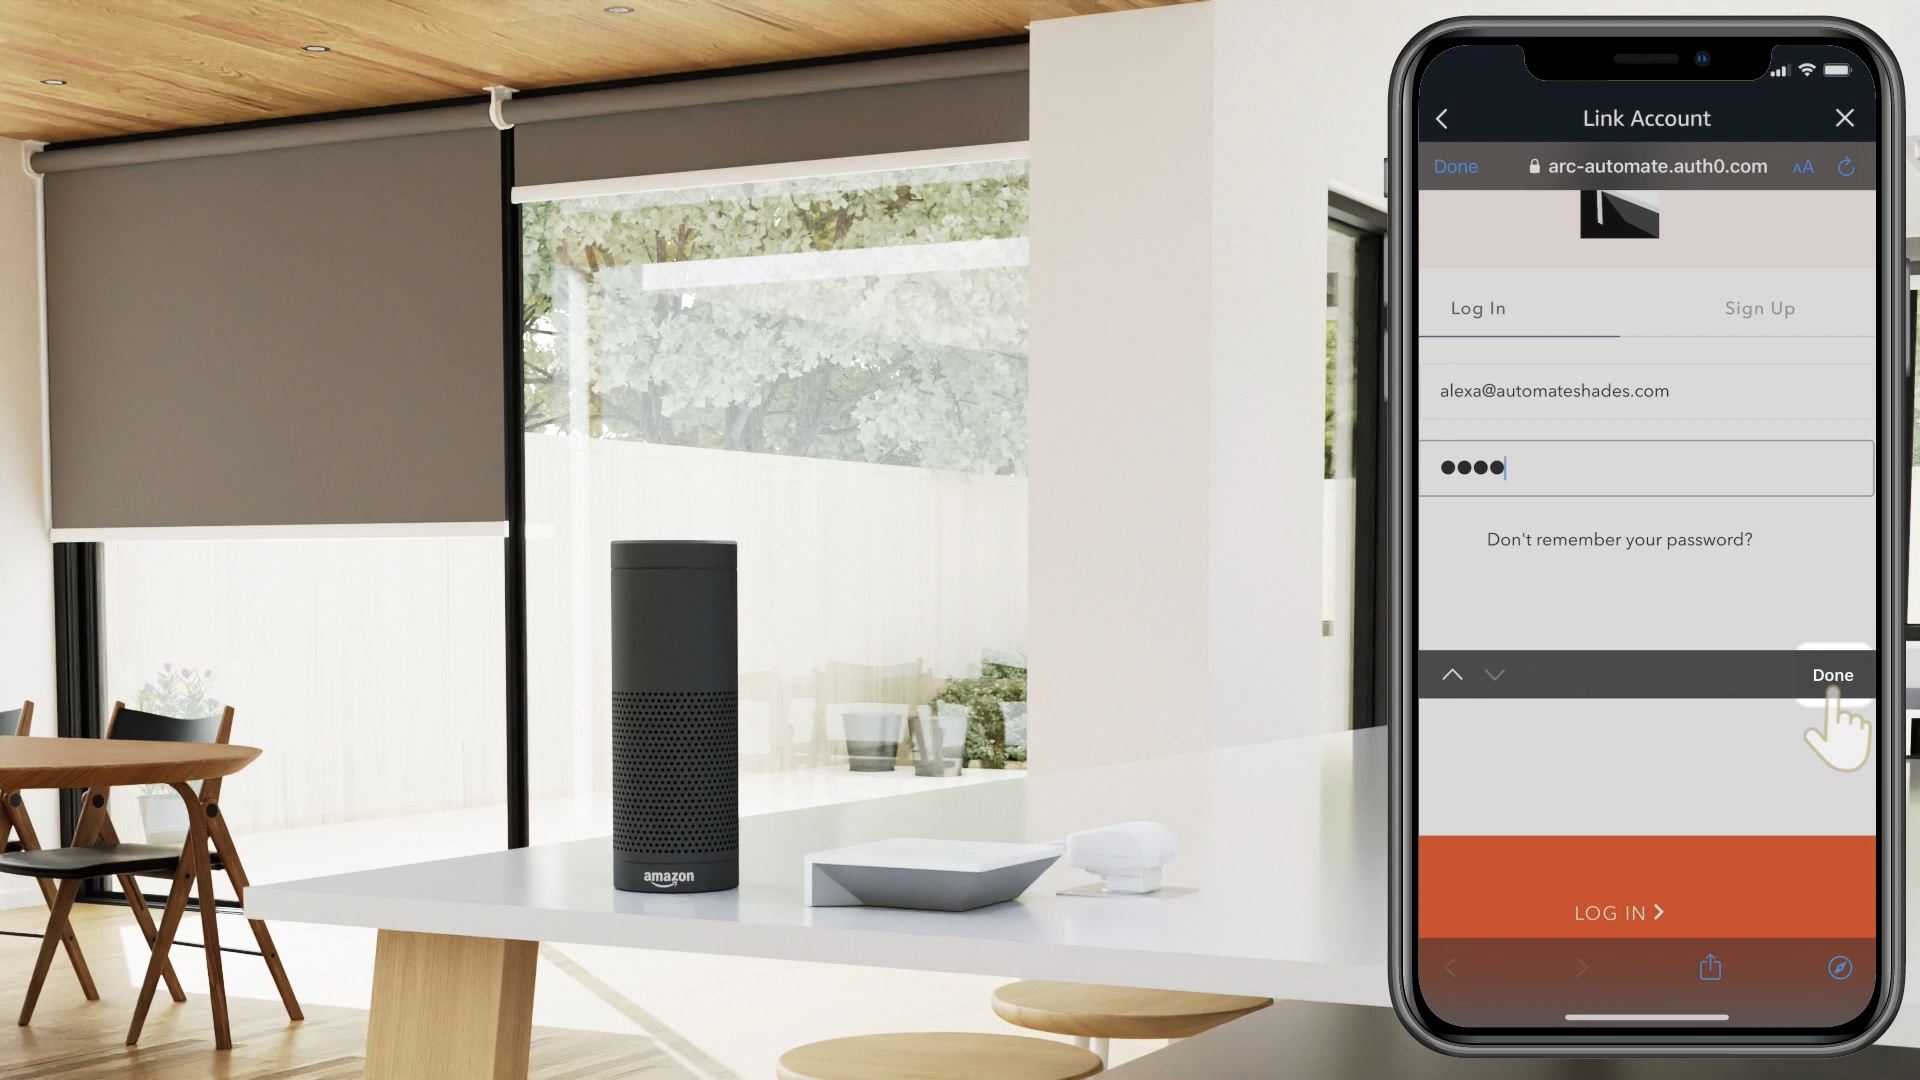 Link Account
Done
arc-automate.auth0.com
AA
Log In
Sign Up
alexa@automateshades.com
Don't remember your password?
Done
LOG IN
amazon